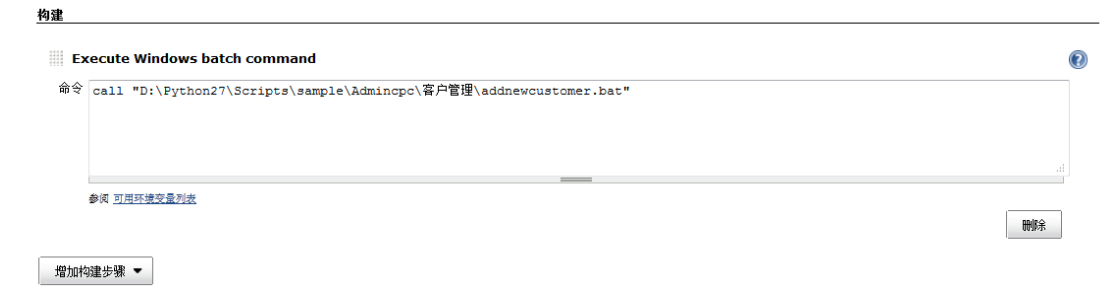 构建
Execute Windows batch command
命令 call "D:\Python27\Scripts\sample\Admincpc\客户管理\addnewcustomer.bat"
参阅 可用环境变量列表
删除
增加构建步骤